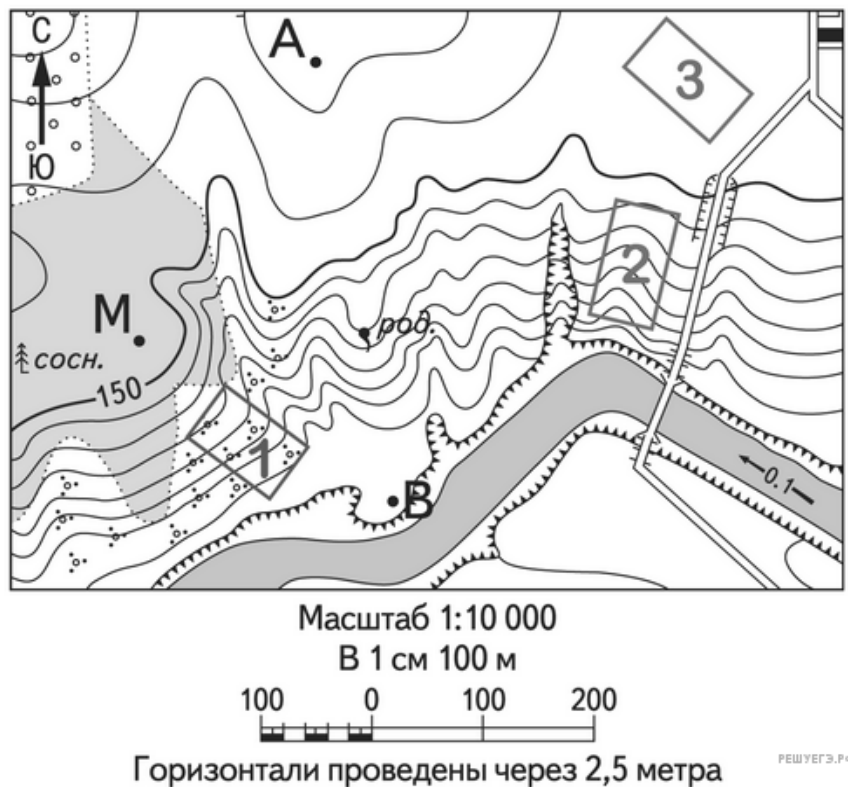 С
А
3
Ю
2
М
род.
сосн.
150
1
В
0.1
Масштаб 1:10 000
В 1 см 100 м
100 0 100 200
Горизонтали проведены через 2,5 метра